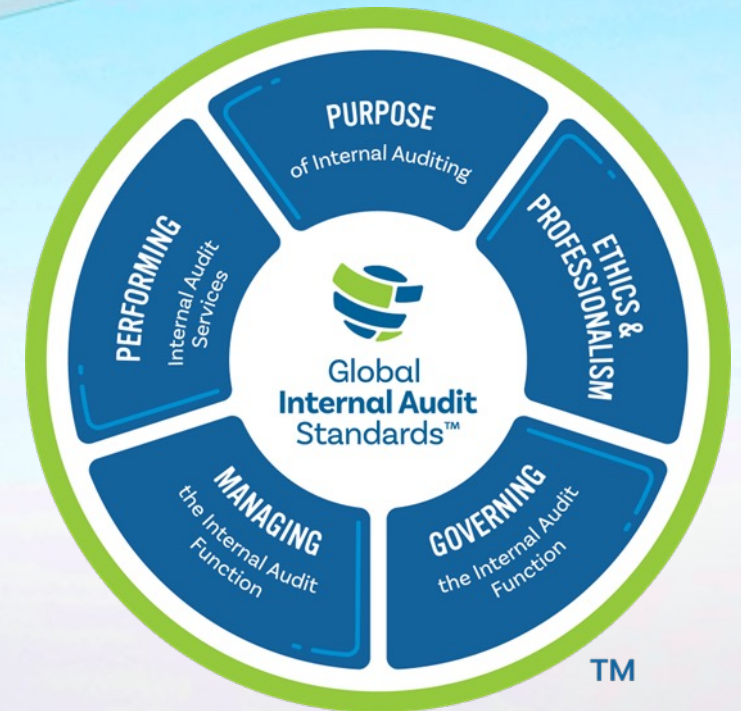 PURPOSE
of Internal Auditing
ETHICS &
PROFESSIONALISM
GOVERNING
the Internal Audit
Function
MANAGING
the Internal Audit
Function
PERFORMING
Internal Audit
Services
Global
Internal Audit
Standards™
TM